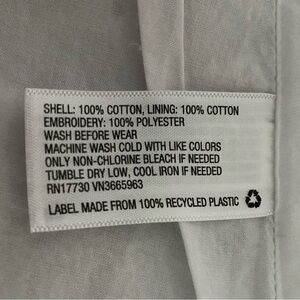 SHELL: 100% COTTON, LINING: 100% COTTON
EMBROIDERY: 100% POLYESTER
WASH BEFORE WEAR
MACHINE WASH COLD WITH LIKE COLORS
ONLY NON-CHLORINE BLEACH IF NEEDED
TUMBLE DRY LOW, COOL IRON IF NEEDED
RN17730 VN3665963
LABEL MADE FROM 100% RECYCLED PLASTIC